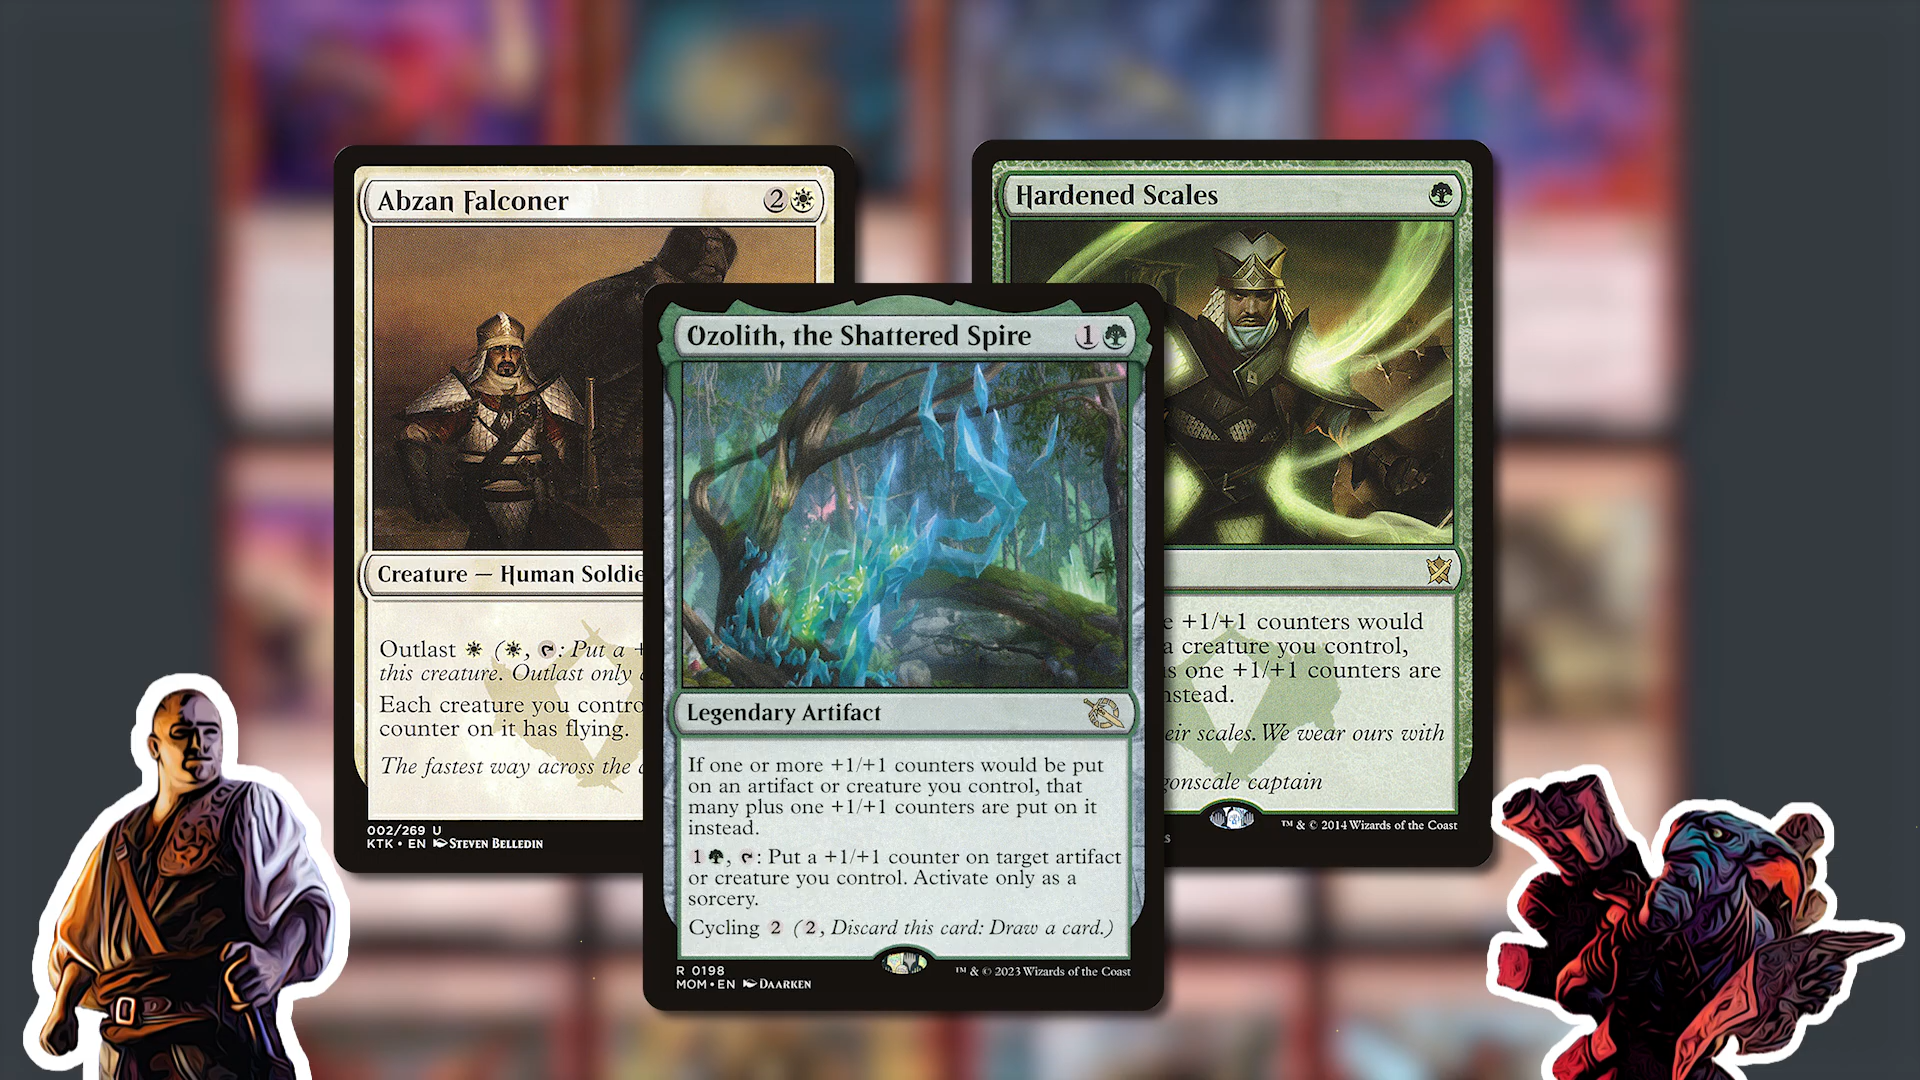 Abzan Falconer 2
Creature — Human Soldie
Outlast (, : Put a
this creature. Outlast only
Each creature you contro
counter on it has flying.
The fastest way across the
002/269 U
KTK • EN Steven Belledin
Ozolith, the Shattered Spire 1
Legendary Artifact
If one or more +1/+1 counters would be put
on an artifact or creature you control, that
many plus one +1/+1 counters are put on it
instead.
1, : Put a +1/+1 counter on target artifact
or creature you control. Activate only as a
sorcery.
Cycling 2 (2, Discard this card: Draw a card.)
R 0198
MOM • EN Daarken
™ & © 2023 Wizards of the Coast
Hardened Scales
e +1/+1 counters would
a creature you control,
s one +1/+1 counters are
nstead.
eir scales. We wear ours with
gonscale captain
™ & © 2014 Wizards of the Coast